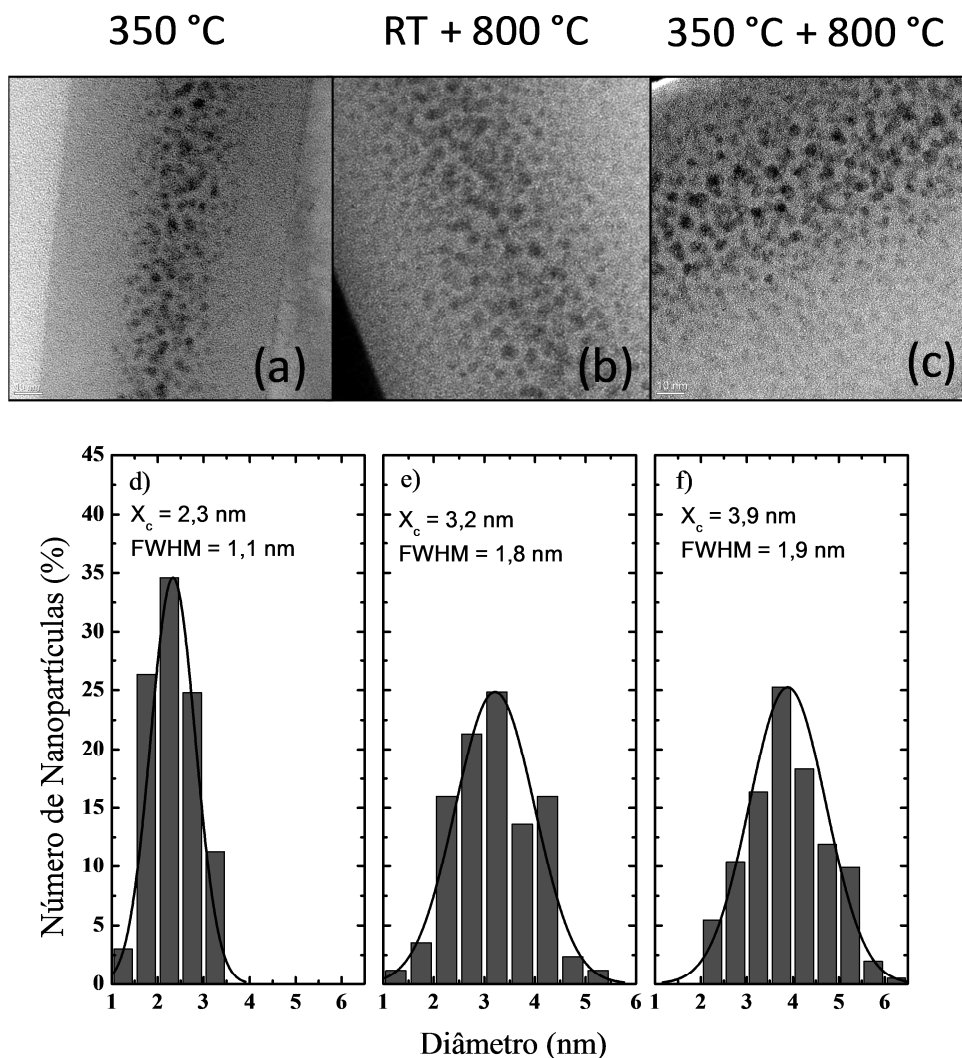 350 °C
RT + 800 °C
350 °C + 800 °C
(a)
(b)
(c)
10 nm
10 nm
d)
X_c = 2,3 nm
FWHM = 1,1 nm
e)
X_c = 3,2 nm
FWHM = 1,8 nm
f)
X_c = 3,9 nm
FWHM = 1,9 nm
Número de Nanopartículas (%)
45
40
35
30
25
20
15
10
5
0
1 2 3 4 5 6
1 2 3 4 5 6
1 2 3 4 5 6
Diâmetro (nm)